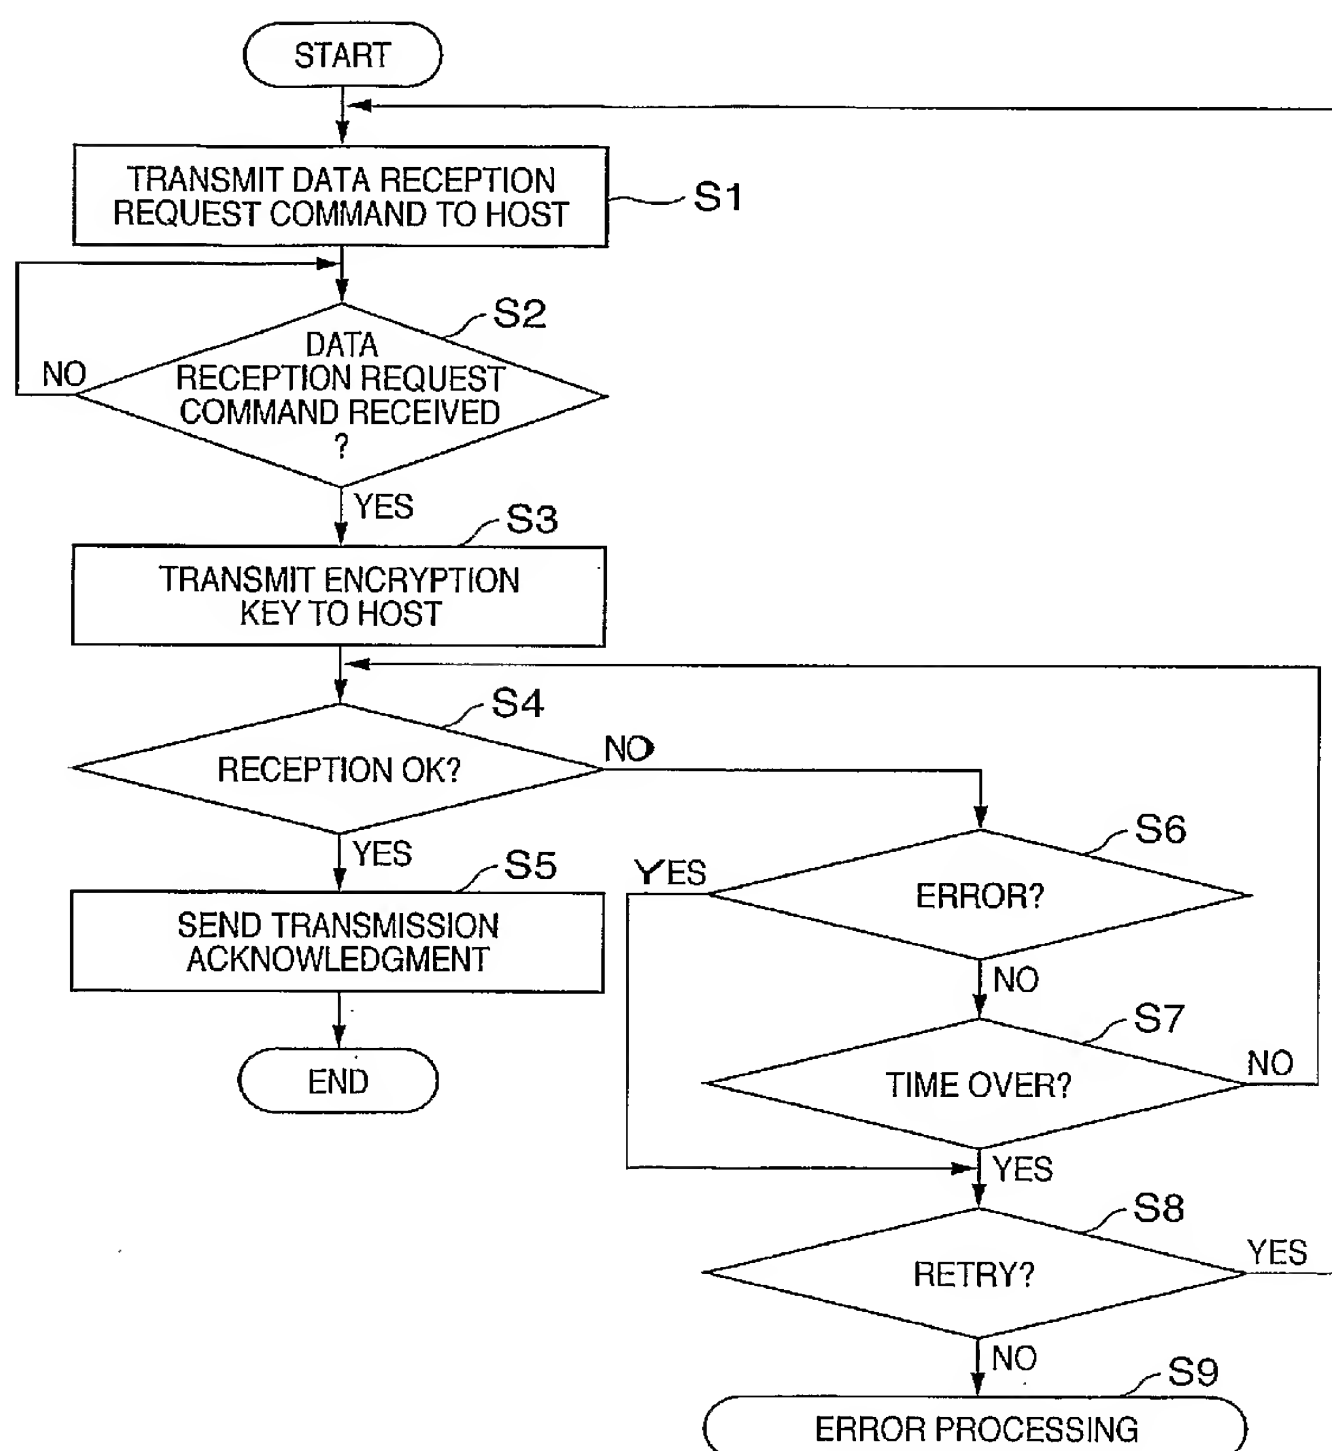 START
TRANSMIT DATA RECEPTION
REQUEST COMMAND TO HOST
S1
S2
DATA
RECEPTION REQUEST
COMMAND RECEIVED
?
NO
YES
S3
TRANSMIT ENCRYPTION
KEY TO HOST
S4
RECEPTION OK?
NO
YES
S5
SEND TRANSMISSION
ACKNOWLEDGMENT
END
S6
YES
ERROR?
NO
S7
TIME OVER?
NO
YES
S8
RETRY?
YES
NO
S9
ERROR PROCESSING